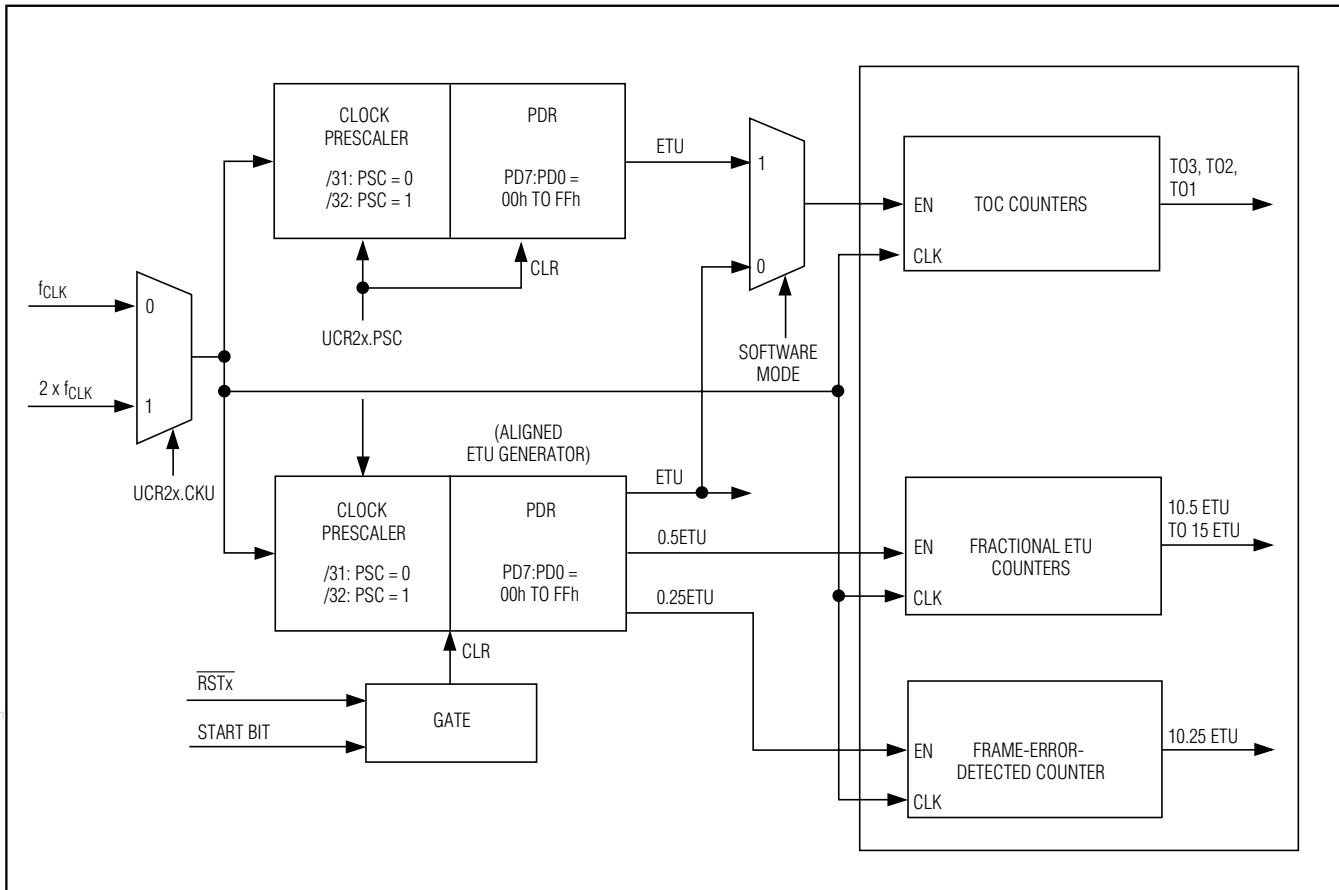 CLOCK
PRESCALER
/31: PSC = 0
/32: PSC = 1
PDR
PD7:PD0 =
00h TO FFh
ETU
CLR
UCR2x.PSC
1
0
SOFTWARE
MODE
EN
TOC COUNTERS
CLK
TO3, TO2,
TO1
fCLK
0
2 x fCLK
1
UCR2x.CKU
(ALIGNED
ETU GENERATOR)
CLOCK
PRESCALER
/31: PSC = 0
/32: PSC = 1
PDR
PD7:PD0 =
00h TO FFh
ETU
0.5ETU
0.25ETU
CLR
RSTx
START BIT
GATE
EN
FRACTIONAL ETU
COUNTERS
CLK
10.5 ETU
TO 15 ETU
EN
FRAME-ERROR-
DETECTED COUNTER
CLK
10.25 ETU